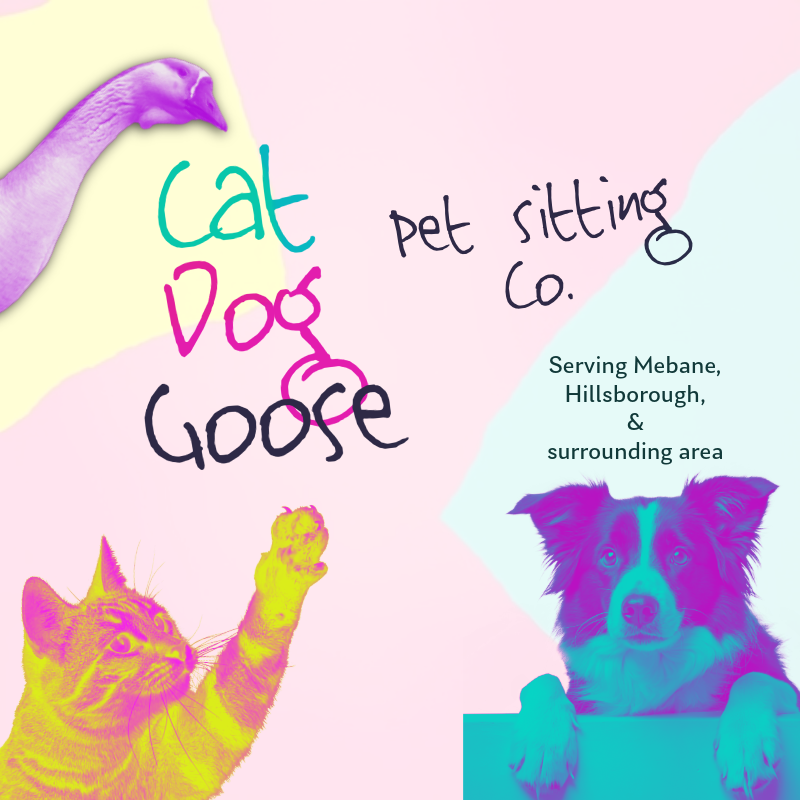 Cat
Dog
Goose
pet sitting
Co.
Serving Mebane,
Hillsborough,
&
surrounding area